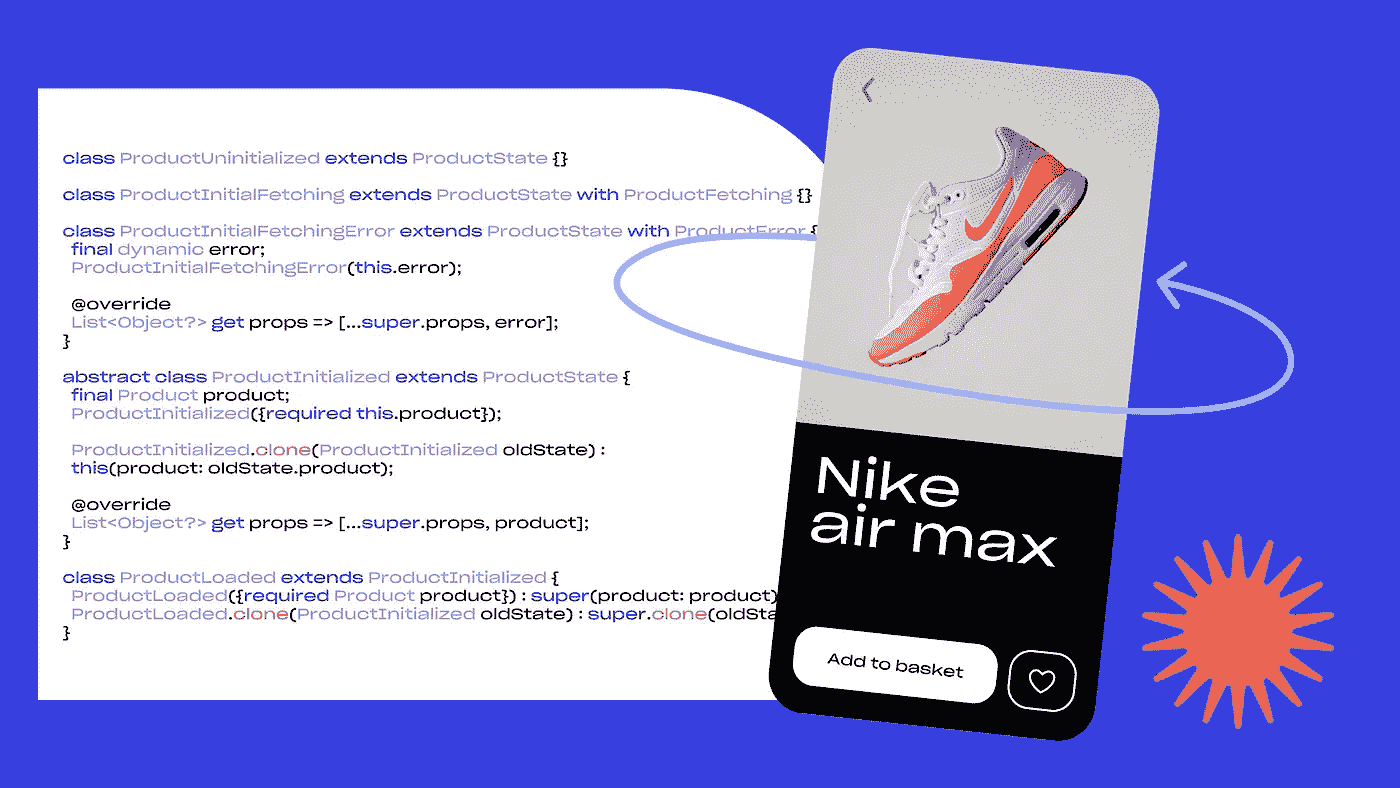 class ProductUninitialized extends ProductState {}
class ProductInitialFetching extends ProductState with ProductFetching {}
class ProductInitialFetchingError extends ProductState with ProductError {
final dynamic error;
ProductInitialFetchingError(this.error);
@override
List<Object?> get props => [...super.props, error];
}
abstract class ProductInitialized extends ProductState {
final Product product;
ProductInitialized({required this.product});
ProductInitialized.clone(ProductInitialized oldState) :
this(product: oldState.product);
@override
List<Object?> get props => [...super.props, product];
}
class ProductLoaded extends ProductInitialized {
ProductLoaded({required Product product}) : super(product: product)
ProductLoaded.clone(ProductInitialized oldState) : super.clone(oldSta
}
Nike
air max
Add to basket